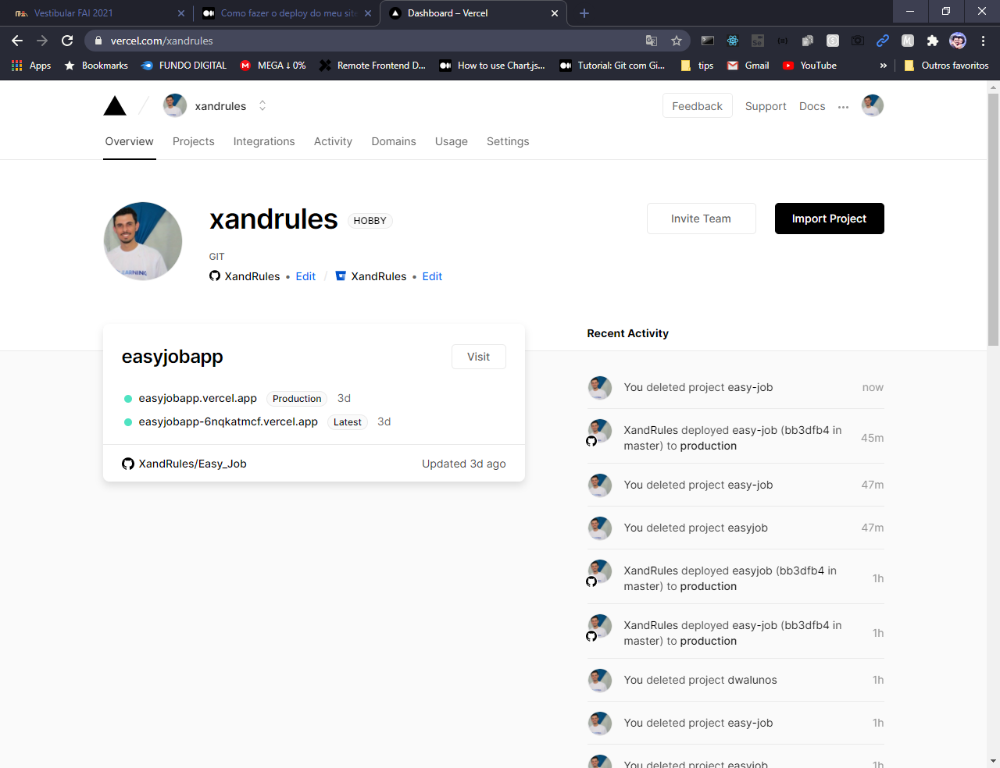 Vestibular FAI 2021
Como fazer o deploy do meu site
Dashboard – Vercel
vercel.com/xandrules
Apps
Bookmarks
FUNDO DIGITAL
MEGA ↓ 0%
Remote Frontend D...
How to use Chart.js...
Tutorial: Git com Gi...
tips
Gmail
YouTube
»
Outros favoritos
xandrules
Feedback
Support
Docs
Overview
Projects
Integrations
Activity
Domains
Usage
Settings
xandrules
HOBBY
Invite Team
Import Project
GIT
XandRules • Edit / XandRules • Edit
Recent Activity
easyjobapp
Visit
easyjobapp.vercel.app Production 3d
easyjobapp-6nqkatmcf.vercel.app Latest 3d
XandRules/Easy_Job
Updated 3d ago
You deleted project easy-job now
XandRules deployed easy-job (bb3dfb4 in
master) to production
45m
You deleted project easy-job 47m
You deleted project easyjob 47m
XandRules deployed easyjob (bb3dfb4 in
master) to production
1h
XandRules deployed easy-job (bb3dfb4 in
master) to production
1h
You deleted project dwalunos 1h
You deleted project easy-job 1h
You deleted project easyjob 1h